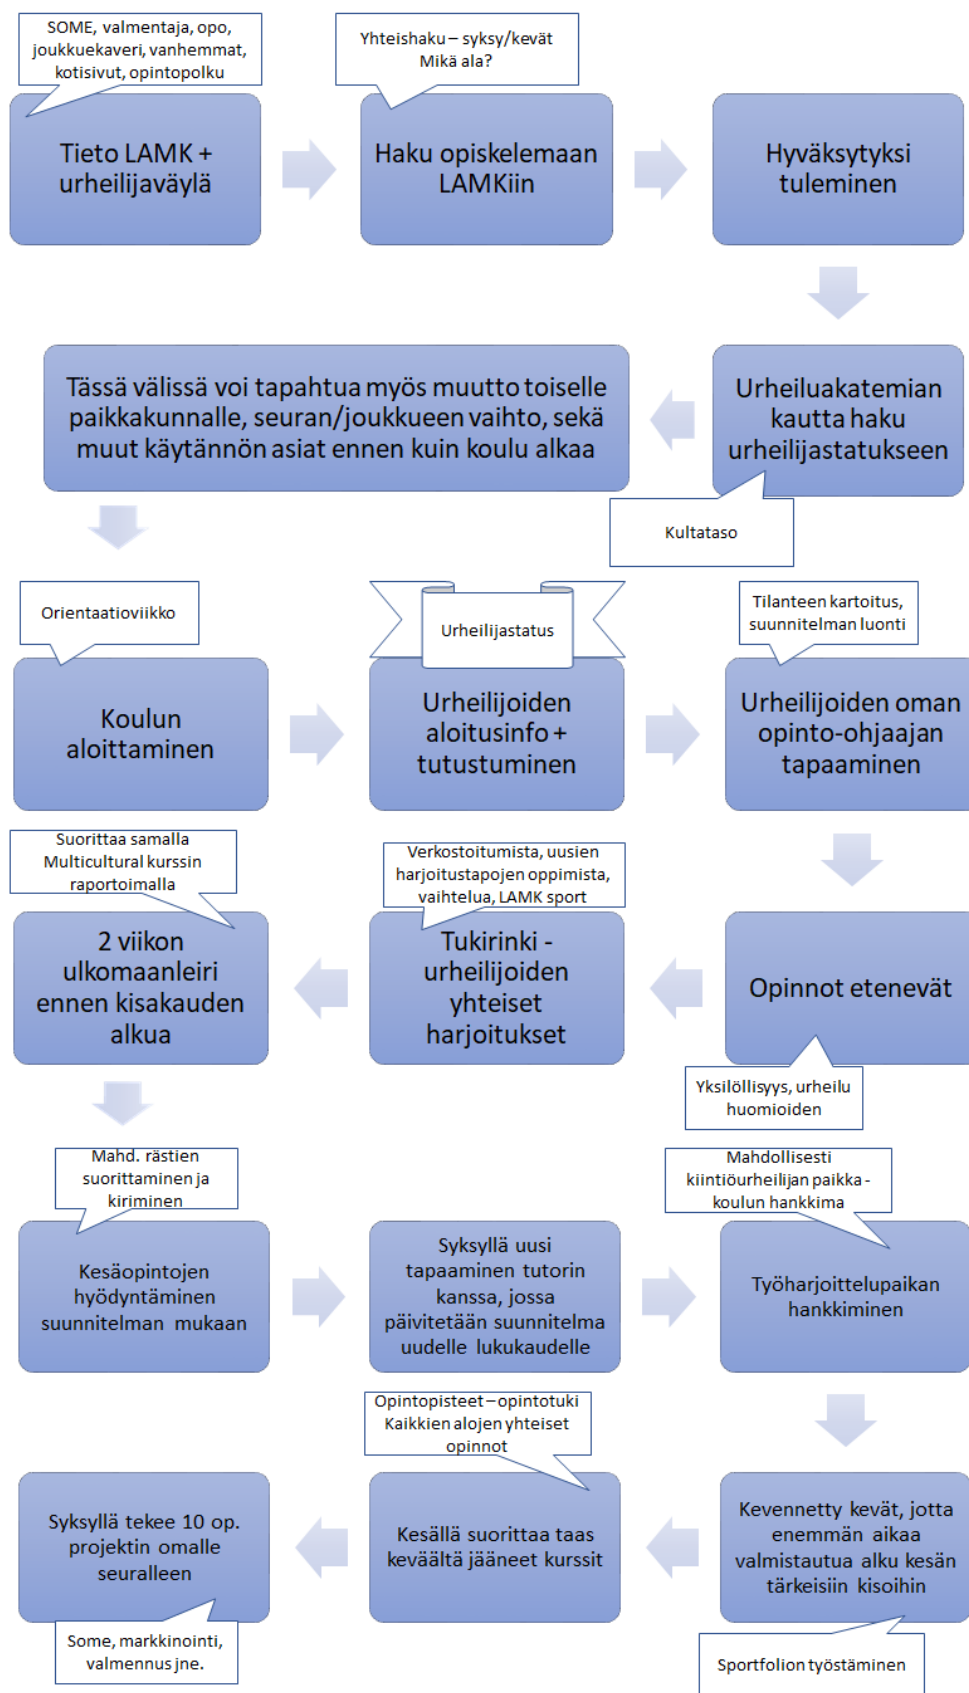 SOME, valmentaja, opo,
joukkuekaveri, vanhemmat,
kotisivut, opintopolku
Tieto LAMK +
urheilijaväylä
Yhteishaku – syksy/kevät
Mikä ala?
Haku opiskelemaan
LAMKiin
Hyväksytyksi
tuleminen
Urheiluakatemian
kautta haku
urheilijastatukseen
Kultataso
Tässä välissä voi tapahtua myös muutto toiselle
paikkakunnalle, seuran/joukkueen vaihto, sekä
muut käytännön asiat ennen kuin koulu alkaa
Orientaatioviikko
Koulun
aloittaminen
Urheilijastatus
Urheilijoiden
aloitusinfo +
tutustuminen
Tilanteen kartoitus,
suunnitelman luonti
Urheilijoiden oman
opinto-ohjaajan
tapaaminen
Opinnot etenevät
Yksilöllisyys, urheilu
huomioiden
Verkostoitumista, uusien
harjoitustapojen oppimista,
vaihtelua, LAMK sport
Tukirinki -
urheilijoiden
yhteiset
harjoitukset
Suorittaa samalla
Multicultural kurssin
raportoimalla
2 viikon
ulkomaanleiri
ennen kisakauden
alkua
Mahd. rästien
suorittaminen ja
kiriminen
Kesäopintojen
hyödyntäminen
suunnitelman mukaan
Syksyllä uusi
tapaaminen tutorin
kanssa, jossa
päivitetään suunnitelma
uudelle lukukaudelle
Mahdollisesti
kiintiöurheilijan paikka -
koulun hankkima
Työharjoittelupaikan
hankkiminen
Kevennetty kevät, jotta
enemmän aikaa
valmistautua alku kesän
tärkeisiin kisoihin
Sportfolion työstäminen
Opintopisteet – opintotuki
Kaikkien alojen yhteiset
opinnot
Kesällä suorittaa taas
keväältä jääneet kurssit
Syksyllä tekee 10 op.
projektin omalle
seuralleen
Some, markkinointi,
valmennus jne.